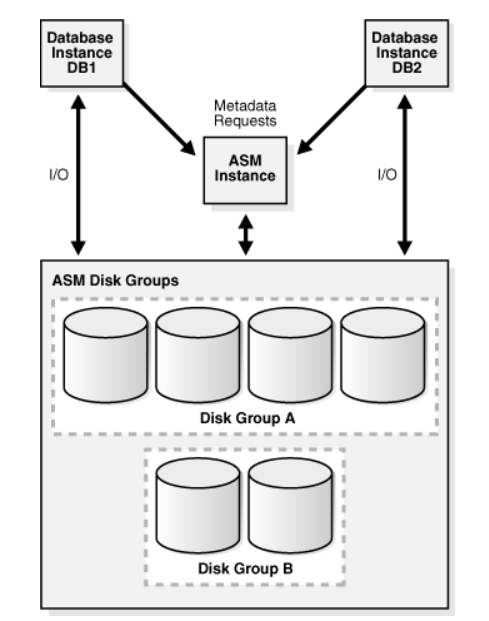 Database
Instance
DB1
Database
Instance
DB2
Metadata
Requests
ASM
Instance
I/O
I/O
ASM Disk Groups
Disk Group A
Disk Group B